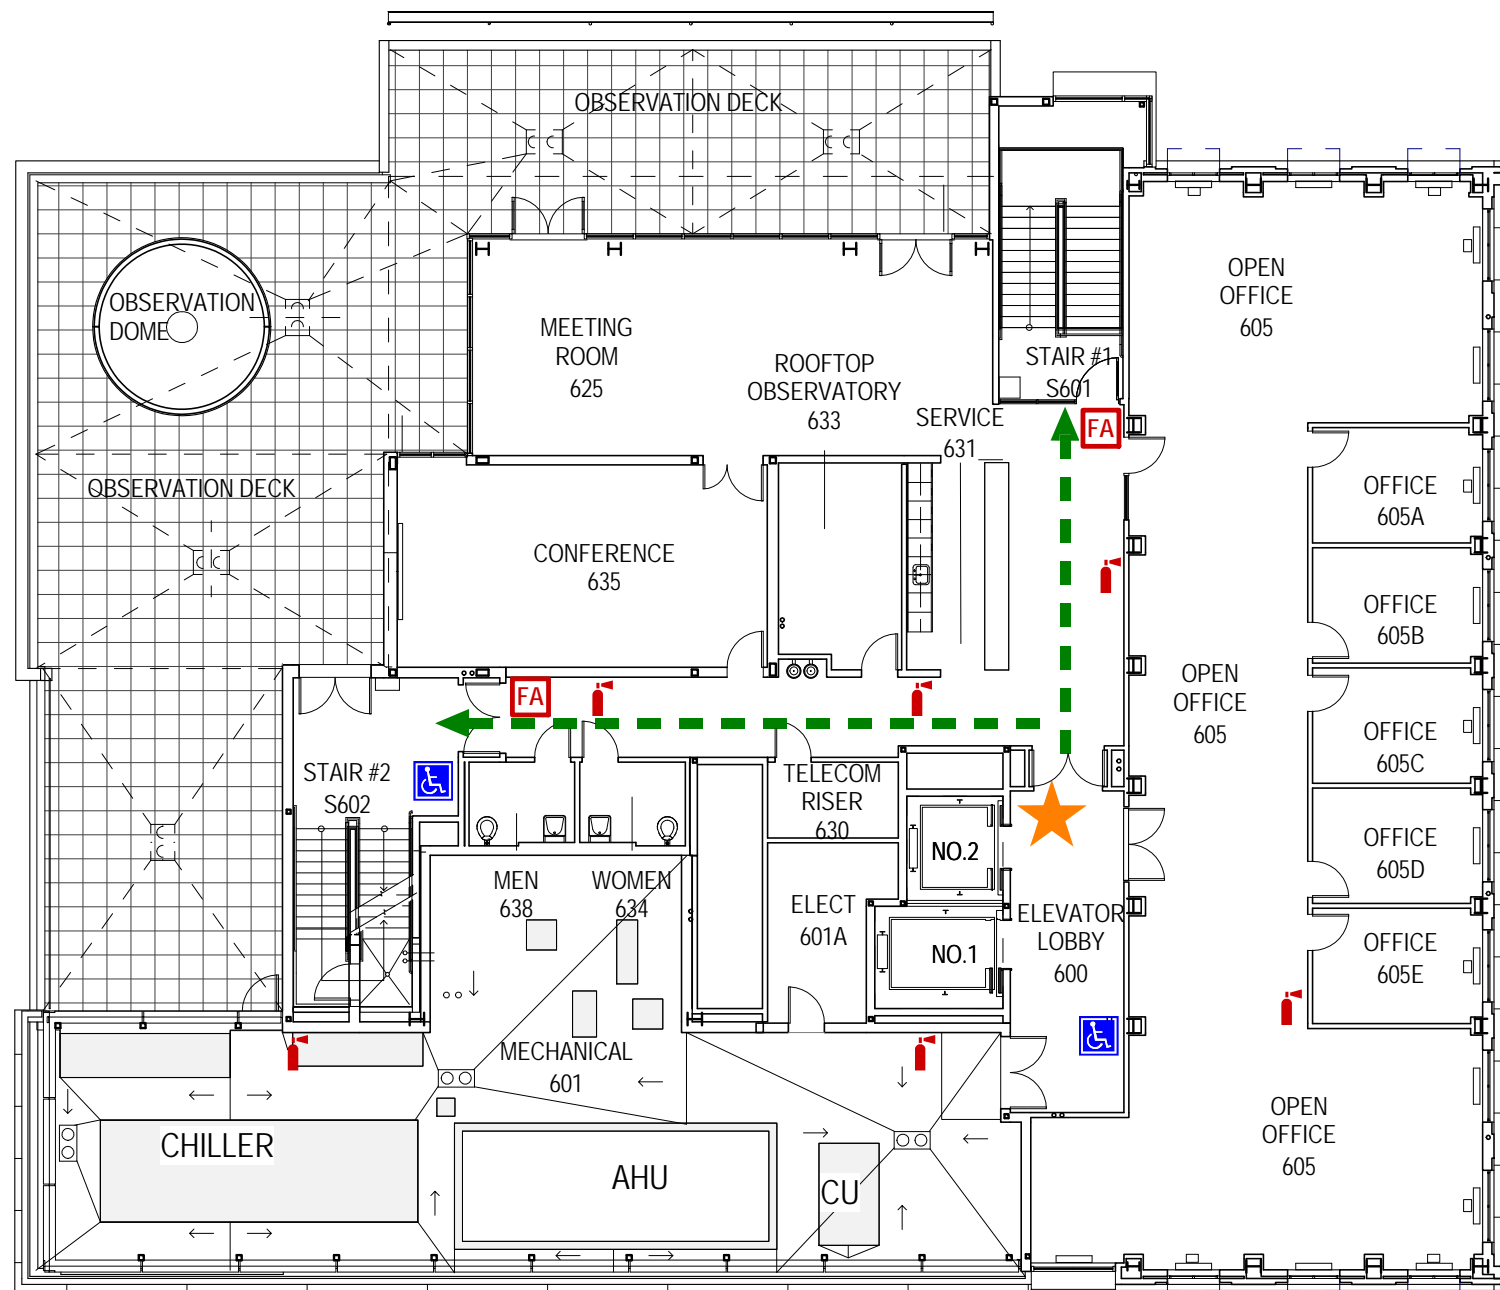 OBSERVATION DECK
OBSERVATION
DOME
MEETING
ROOM
625
ROOFTOP
OBSERVATORY
633
SERVICE
631
STAIR #1
S601
FA
OPEN
OFFICE
605
OBSERVATION DECK
CONFERENCE
635
OFFICE
605A
OFFICE
605B
OPEN
OFFICE
605
OFFICE
605C
FA
STAIR #2
S602
TELECOM
RISER
630
NO.2
OFFICE
605D
MEN
638
WOMEN
634
ELECT
601A
NO.1
ELEVATOR
LOBBY
600
OFFICE
605E
MECHANICAL
601
CHILLER
AHU
CU
OPEN
OFFICE
605